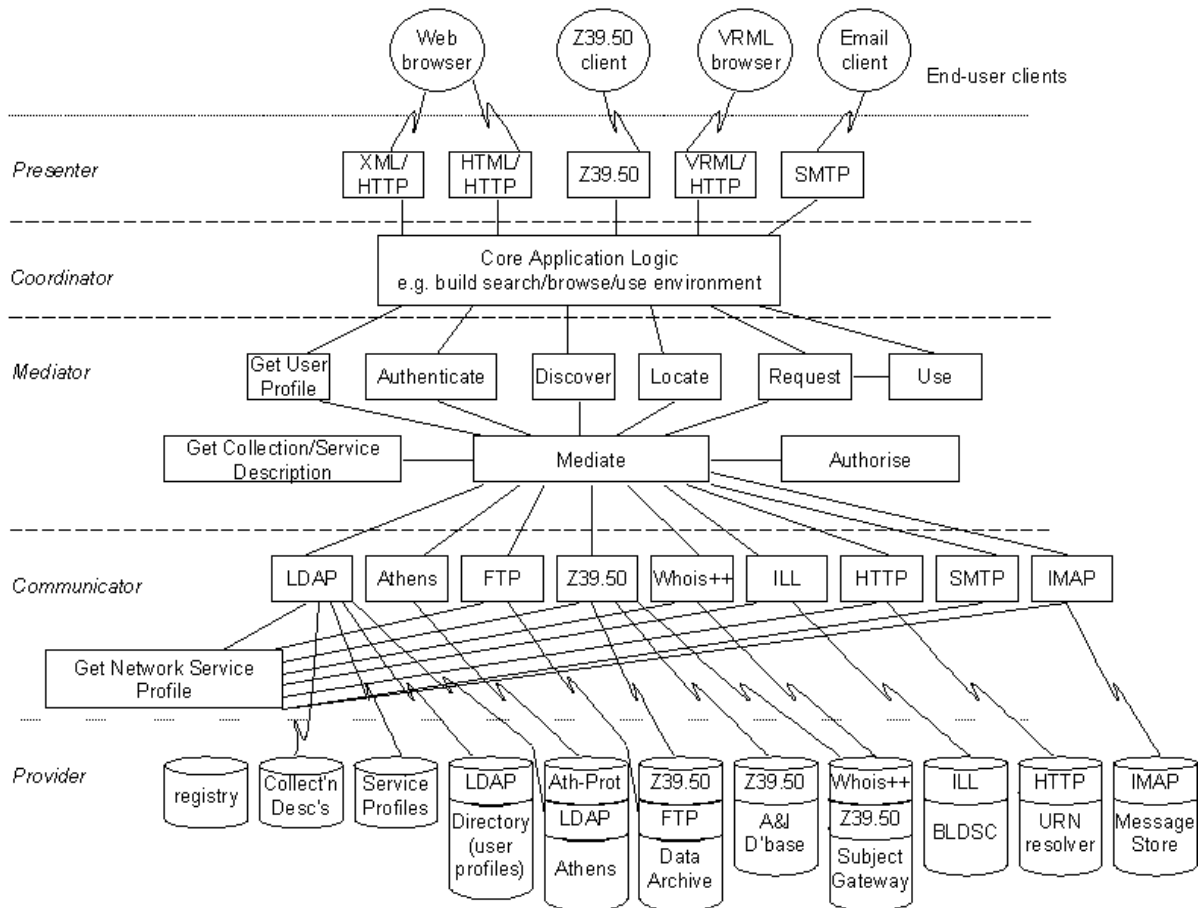 Web
browser
Z39.50
client
VRML
browser
Email
client
End-user clients
Presenter
XML/
HTTP
HTML/
HTTP
Z39.50
VRML/
HTTP
SMTP
Coordinator
Core Application Logic
e.g. build search/browse/use environment
Mediator
Get User
Profile
Authenticate
Discover
Locate
Request
Use
Get Collection/Service
Description
Mediate
Authorise
Communicator
LDAP
Athens
FTP
Z39.50
Whois++
ILL
HTTP
SMTP
IMAP
Get Network Service
Profile
Provider
registry
Collect'n
Desc's
Service
Profiles
LDAP
Directory
(user
profiles)
Ath-Prot
LDAP
Athens
Z39.50
FTP
Data
Archive
Z39.50
A&I
D'base
Whois++
Z39.50
Subject
Gateway
ILL
BLDSC
HTTP
URN
resolver
IMAP
Message
Store